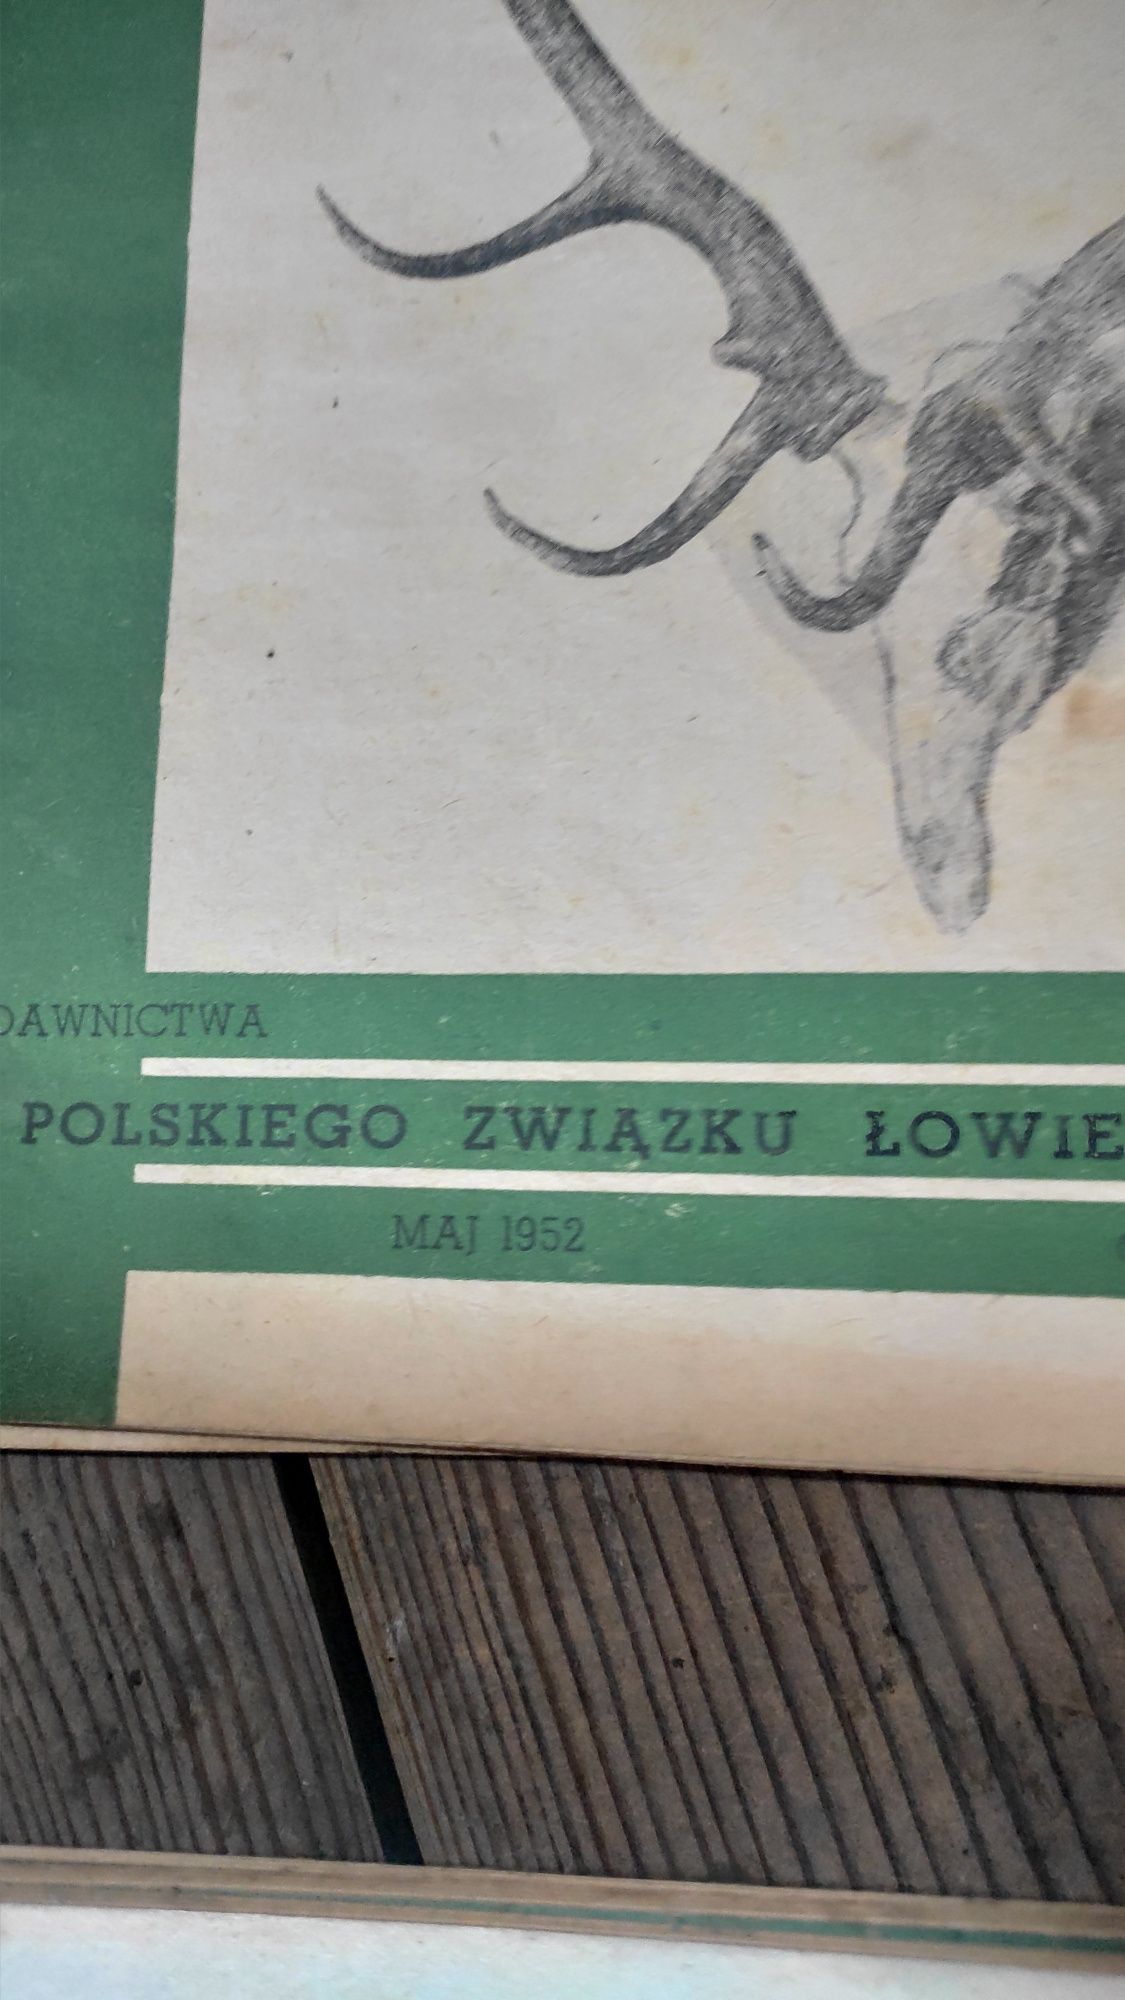 DAWNICTWA
POLSKIEGO ZWIĄZKU ŁOWIE
MAJ 1952